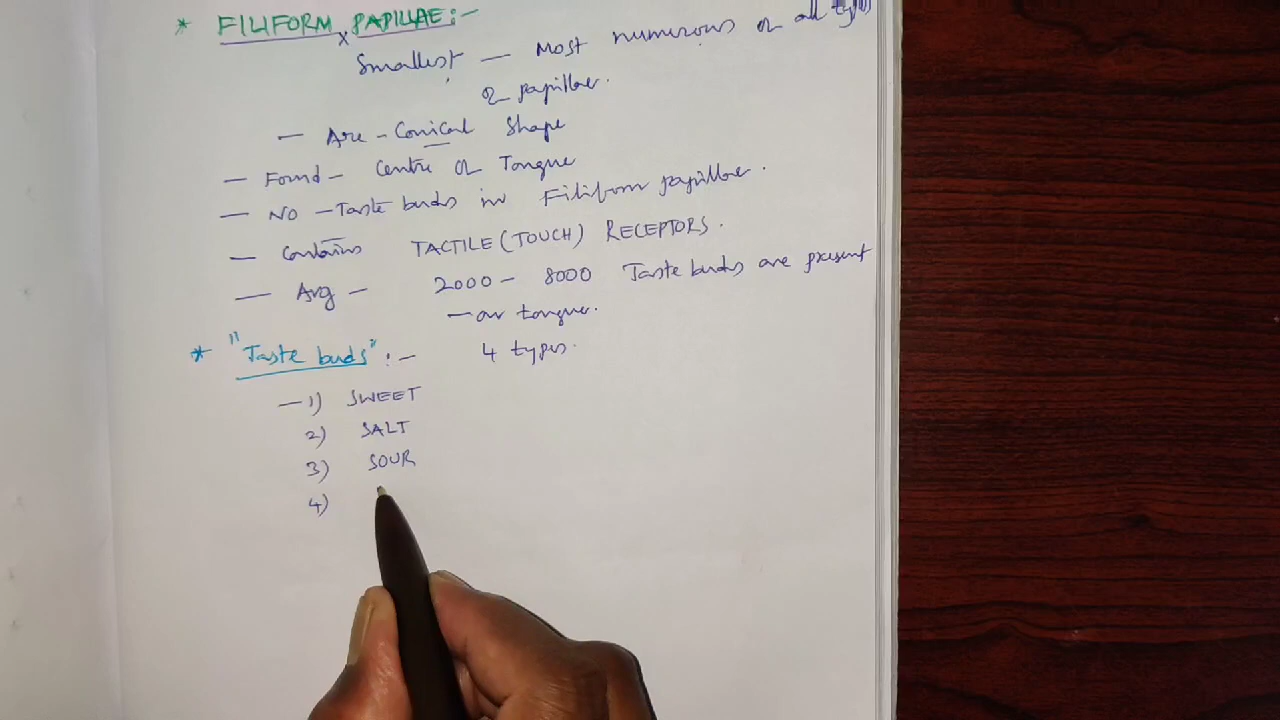 * FILIFORM PAPILLAE:-
Smallest — Most numerous of all types
of papillae.
— Are - Conical Shape
— Found - Centre of Tongue
— NO - Taste buds in Filiform papillae.
— Contains TACTILE (TOUCH) RECEPTORS.
— Avg - 2000 - 8000 Taste buds are present
— on tongue.
* "Taste buds" :- 4 types.
— 1) SWEET
2) SALT
3) SOUR
4)